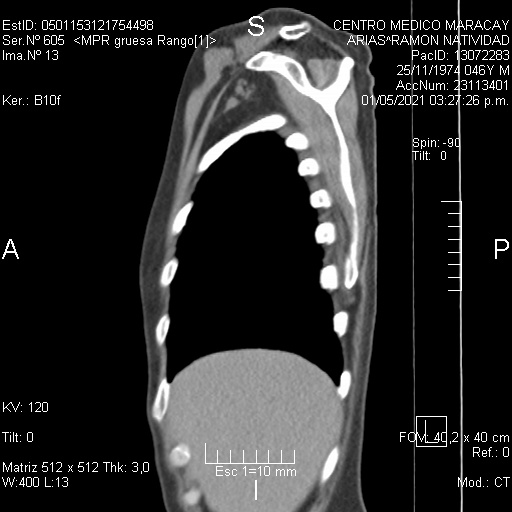 EstID: 0501153121754498
Ser.Nº 605 <MPR gruesa Rango[1]>
Ima.Nº 13
Ker.: B10f
S
CENTRO MEDICO MARACAY
ARIAS^RAMON NATIVIDAD
PacID: 13072283
25/11/1974 046Y M
AccNum: 23113401
01/05/2021 03:27:26 p.m.
Spin: -90
Tilt: 0
A
P
KV: 120
Tilt: 0
Matriz 512 x 512 Thk: 3,0
W:400 L:13
Esc 1=10 mm
L
I
FOV: 40,2 x 40 cm
Ref.: 0
Mod.: CT